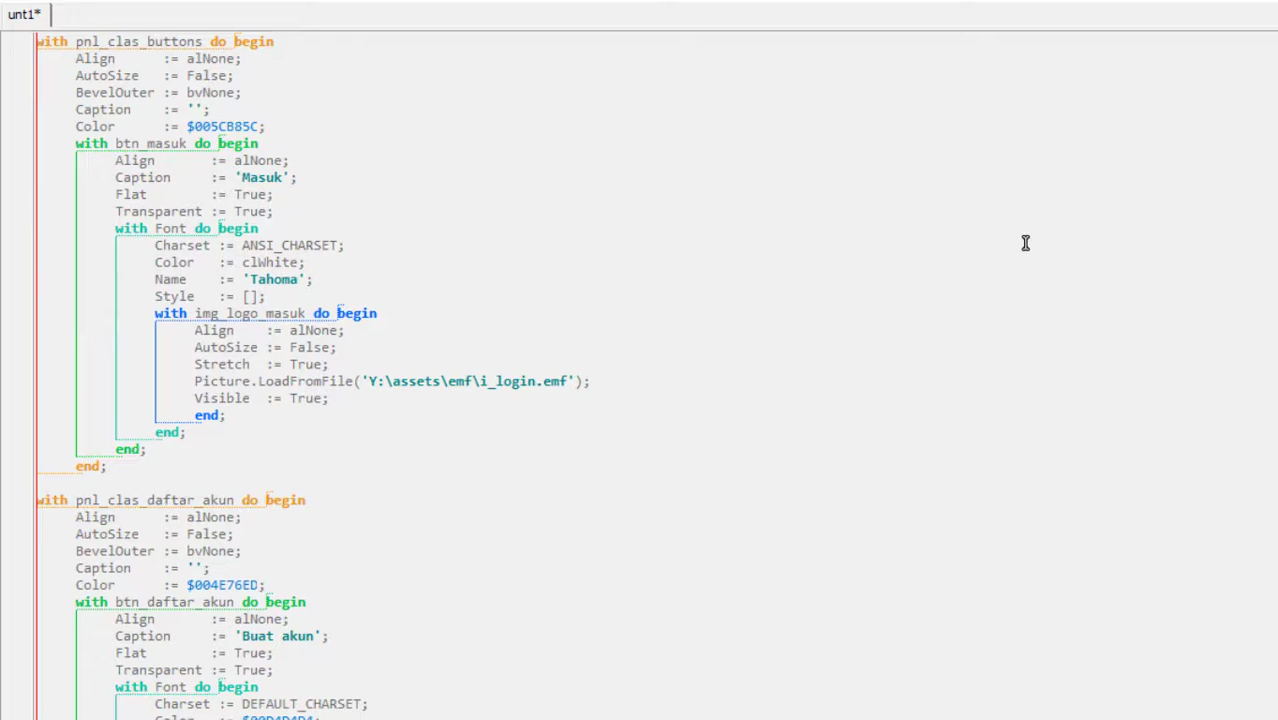 unt1*
with pnl_clas_buttons do begin
Align := alNone;
AutoSize := False;
BevelOuter := bvNone;
Caption := '';
Color := $005CB85C;
with btn_masuk do begin
Align := alNone;
Caption := 'Masuk';
Flat := True;
Transparent := True;
with Font do begin
Charset := ANSI_CHARSET;
Color := clWhite;
Name := 'Tahoma';
Style := [];
with img_logo_masuk do begin
Align := alNone;
AutoSize := False;
Stretch := True;
Picture.LoadFromFile('Y:\assets\emf\i_login.emf');
Visible := True;
end;
end;
end;
end;
with pnl_clas_daftar_akun do begin
Align := alNone;
AutoSize := False;
BevelOuter := bvNone;
Caption := '';
Color := $004E76ED;
with btn_daftar_akun do begin
Align := alNone;
Caption := 'Buat akun';
Flat := True;
Transparent := True;
with Font do begin
Charset := DEFAULT_CHARSET;